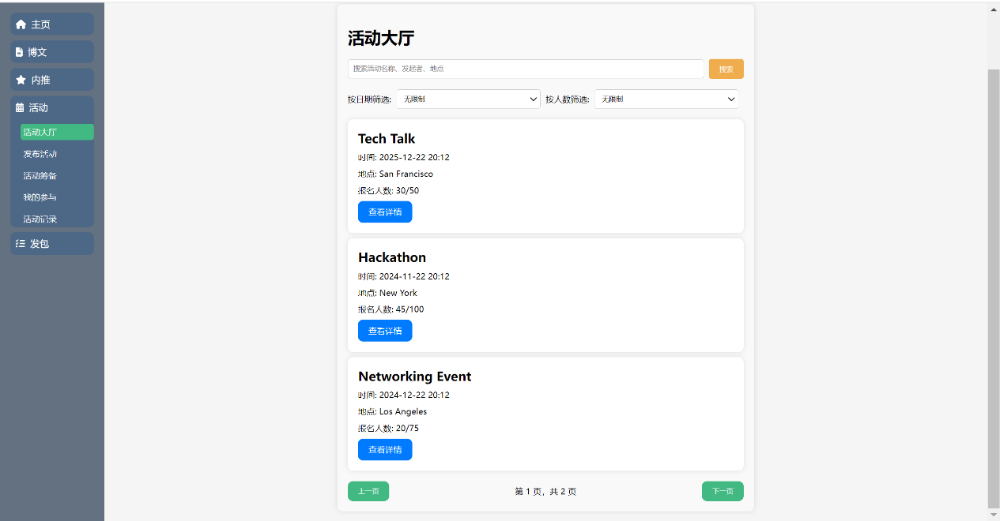 主页
博文
内推
活动
活动大厅
发布活动
活动筹备
我的参与
活动记录
发包
活动大厅
搜索活动名称、发起者、地点
搜索
按日期筛选: 无限制 按人数筛选: 无限制
Tech Talk
时间: 2025-12-22 20:12
地点: San Francisco
报名人数: 30/50
查看详情
Hackathon
时间: 2024-11-22 20:12
地点: New York
报名人数: 45/100
查看详情
Networking Event
时间: 2024-12-22 20:12
地点: Los Angeles
报名人数: 20/75
查看详情
上一页 第 1 页，共 2 页 下一页